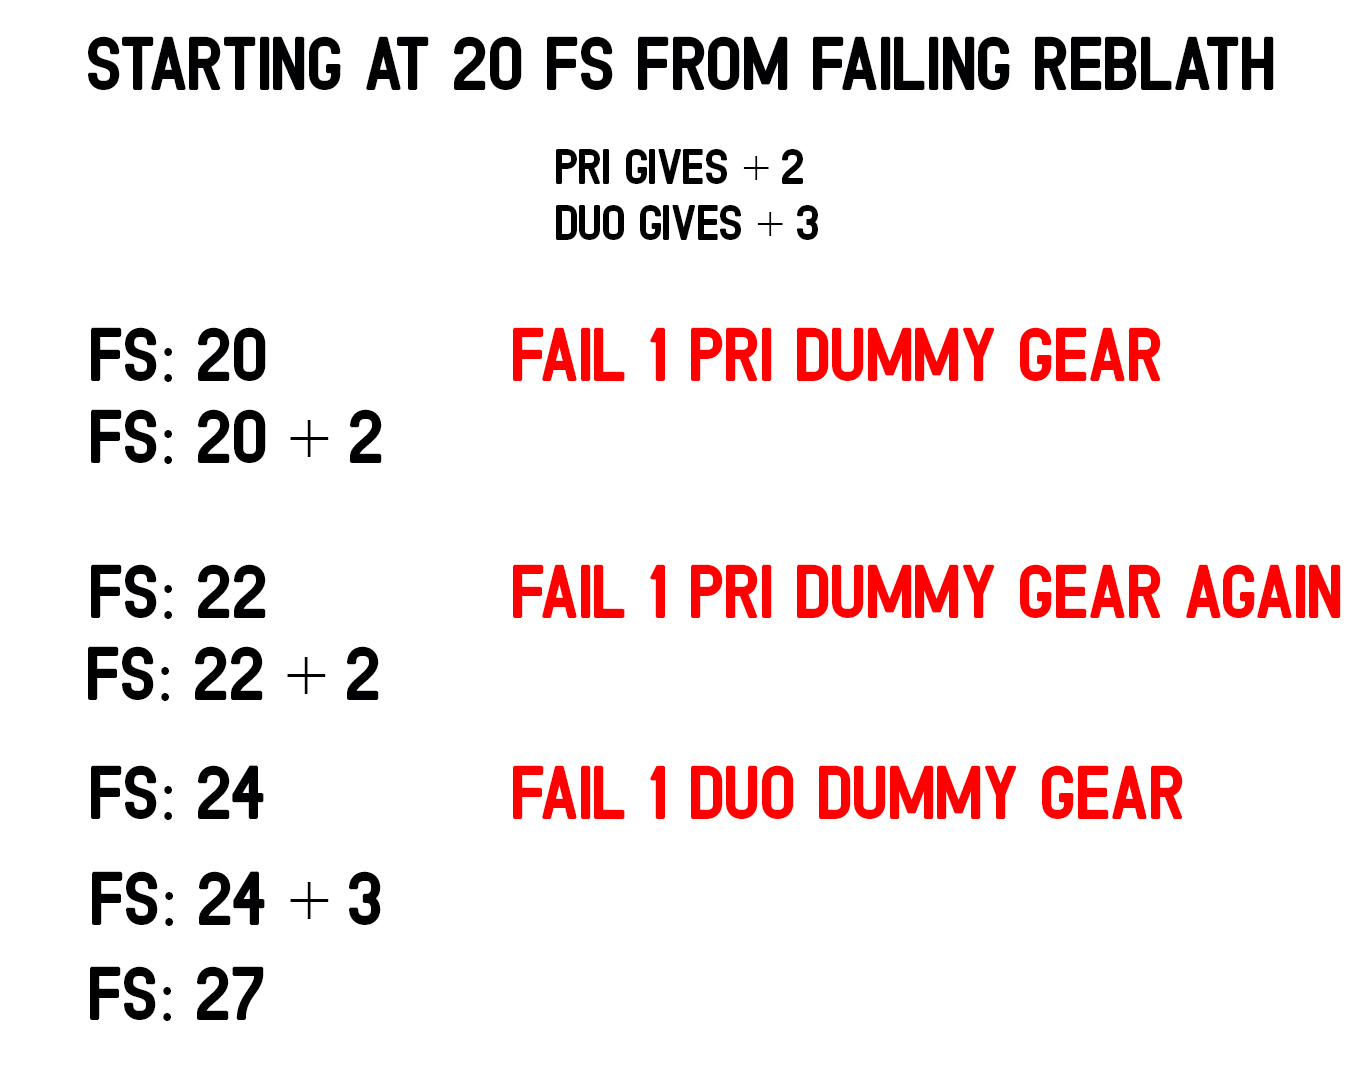 STARTING AT 20 FS FROM FAILING REBLATH
PRI GIVES + 2
DUO GIVES + 3
FS: 20 FAIL 1 PRI DUMMY GEAR
FS: 20 + 2
FS: 22 FAIL 1 PRI DUMMY GEAR AGAIN
FS: 22 + 2
FS: 24 FAIL 1 DUO DUMMY GEAR
FS: 24 + 3
FS: 27